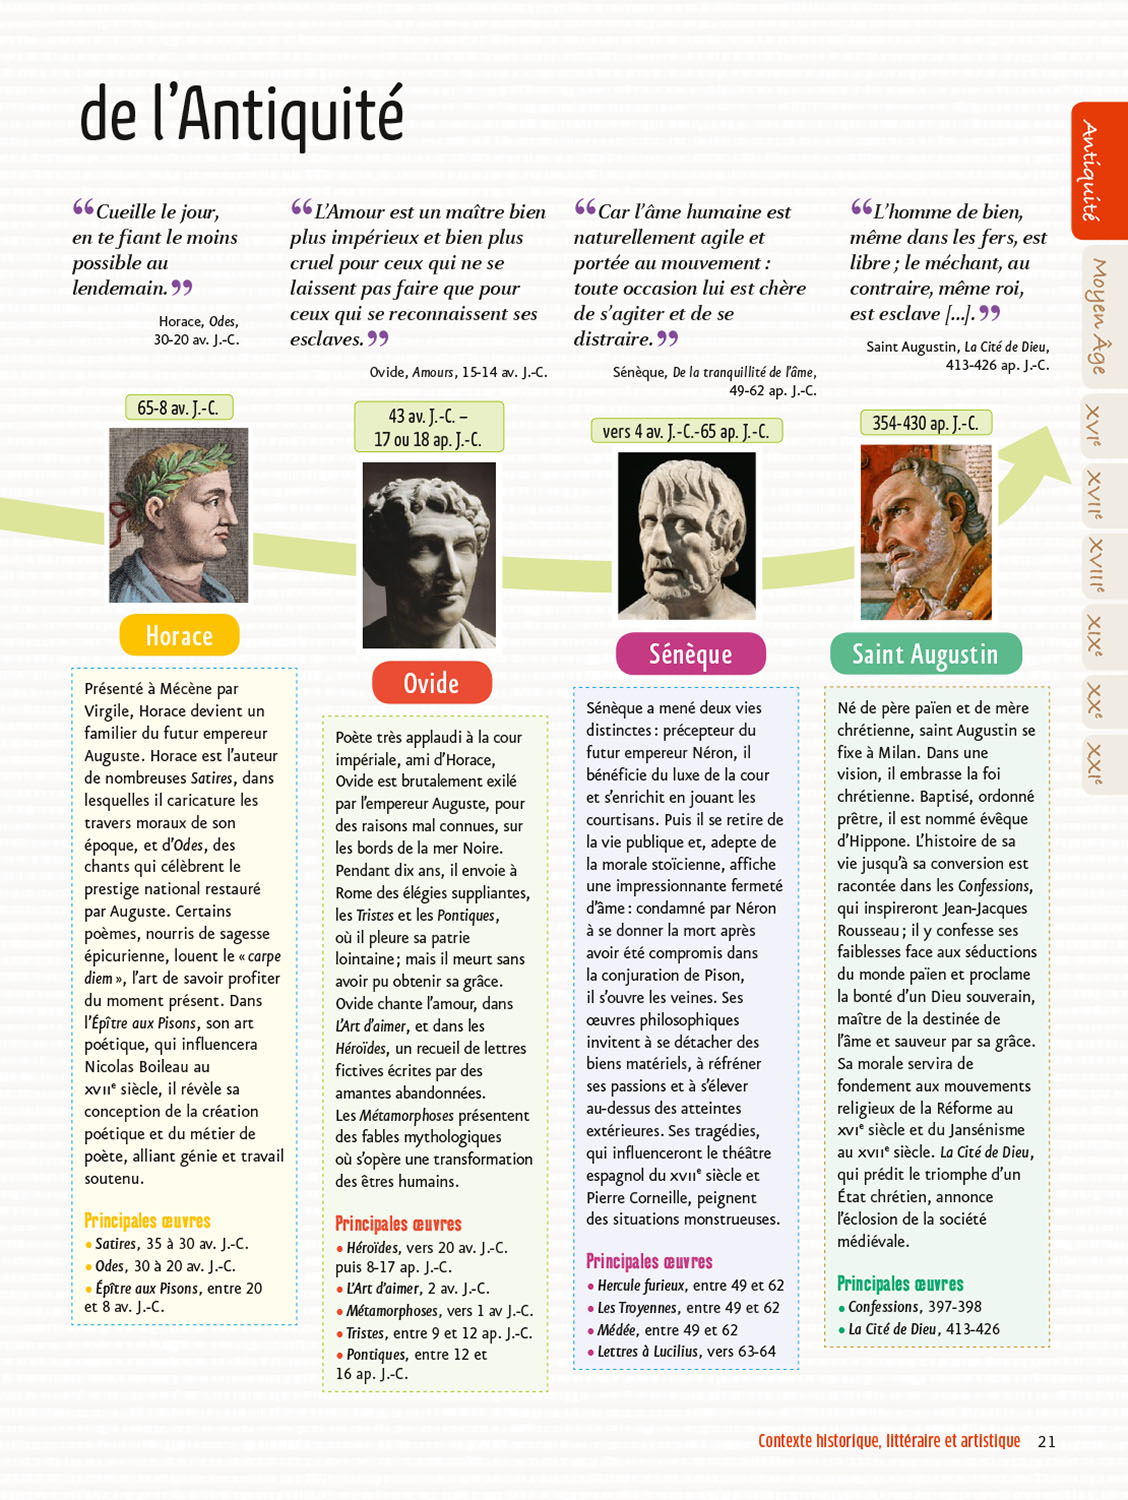 de l’Antiquité
“Cueille le jour,
en te fiant le moins
possible au
lendemain.”
Horace, Odes,
30-20 av. J.-C.
“L’Amour est un maître bien
plus impérieux et bien plus
cruel pour ceux qui ne se
laissent pas faire que pour
ceux qui se reconnaissent ses
esclaves.”
Ovide, Amours, 15-14 av. J.-C.
“Car l’âme humaine est
naturellement agile et
portée au mouvement :
toute occasion lui est chère
de s’agiter et de se
distraire.”
Sénèque, De la tranquillité de l’âme,
49-62 ap. J.-C.
“L’homme de bien,
même dans les fers, est
libre ; le méchant, au
contraire, même roi,
est esclave [...].”
Saint Augustin, La Cité de Dieu,
413-426 ap. J.-C.
65-8 av. J.-C.
Horace
Présenté à Mécène par
Virgile, Horace devient un
familier du futur empereur
Auguste. Horace est l’auteur
de nombreuses Satires, dans
lesquelles il caricature les
travers moraux de son
époque, et d’Odes, des
chants qui célèbrent le
prestige national restauré
par Auguste. Certains
poèmes, nourris de sagesse
épicurienne, louent le « carpe
diem », l’art de savoir profiter
du moment présent. Dans
l’Épître aux Pisons, son art
poétique, qui influencera
Nicolas Boileau au
XVIIe siècle, il révèle sa
conception de la création
poétique et du métier de
poète, alliant génie et travail
soutenu.
Principales œuvres
• Satires, 35 à 30 av. J.-C.
• Odes, 30 à 20 av. J.-C.
• Épître aux Pisons, entre 20
et 8 av. J.-C.
43 av. J.-C. –
17 ou 18 ap. J.-C.
Ovide
Poète très applaudi à la cour
impériale, ami d’Horace,
Ovide est brutalement exilé
par l’empereur Auguste, pour
des raisons mal connues, sur
les bords de la mer Noire.
Pendant dix ans, il envoie à
Rome des élégies suppliantes,
les Tristes et les Pontiques,
où il pleure sa patrie
lointaine ; mais il meurt sans
avoir pu obtenir sa grâce.
Ovide chante l’amour, dans
L’Art d’aimer, et dans les
Héroïdes, un recueil de lettres
fictives écrites par des
amantes abandonnées.
Les Métamorphoses présentent
des fables mythologiques
où s’opère une transformation
des êtres humains.
Principales œuvres
• Héroïdes, vers 20 av. J.-C.
puis 8-17 ap. J.-C.
• L’Art d’aimer, 2 av. J.-C.
• Métamorphoses, vers 1 av J.-C.
• Tristes, entre 9 et 12 ap. J.-C.
• Pontiques, entre 12 et
16 ap. J.-C.
vers 4 av. J.-C.-65 ap. J.-C.
Sénèque
Sénèque a mené deux vies
distinctes : précepteur du
futur empereur Néron, il
bénéficie du luxe de la cour
et s’enrichit en jouant les
courtisans. Puis il se retire de
la vie publique et, adepte de
la morale stoïcienne, affiche
une impressionnante fermeté
d’âme : condamné par Néron
à se donner la mort après
avoir été compromis dans
la conjuration de Pison,
il s’ouvre les veines. Ses
œuvres philosophiques
invitent à se détacher des
biens matériels, à réfréner
ses passions et à s’élever
au-dessus des atteintes
extérieures. Ses tragédies,
qui influenceront le théâtre
espagnol du XVIIe siècle et
Pierre Corneille, peignent
des situations monstrueuses.
Principales œuvres
• Hercule furieux, entre 49 et 62
• Les Troyennes, entre 49 et 62
• Médée, entre 49 et 62
• Lettres à Lucilius, vers 63-64
354-430 ap. J.-C.
Saint Augustin
Né de père païen et de mère
chrétienne, saint Augustin se
fixe à Milan. Dans une
vision, il embrasse la foi
chrétienne. Baptisé, ordonné
prêtre, il est nommé évêque
d’Hippone. L’histoire de sa
vie jusqu’à sa conversion est
racontée dans les Confessions,
qui inspireront Jean-Jacques
Rousseau ; il y confesse ses
faiblesses face aux séductions
du monde païen et proclame
la bonté d’un Dieu souverain,
maître de la destinée de
l’âme et sauveur par sa grâce.
Sa morale servira de
fondement aux mouvements
religieux de la Réforme au
XVIe siècle et du Jansénisme
au XVIIe siècle. La Cité de Dieu,
qui prédit le triomphe d’un
État chrétien, annonce
l’éclosion de la société
médiévale.
Principales œuvres
• Confessions, 397-398
• La Cité de Dieu, 413-426
Antiquité
Moyen Âge
XVIe
XVIIe
XVIIIe
XIXe
XXe
XXIe
Contexte historique, littéraire et artistique 21